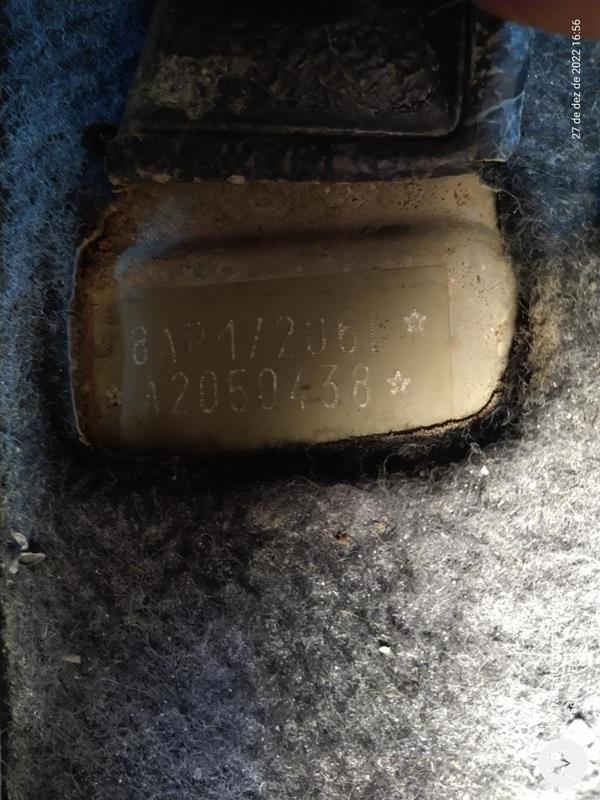 8AP17206L☆
☆A2050438☆
27 de dez de 2022 16:56